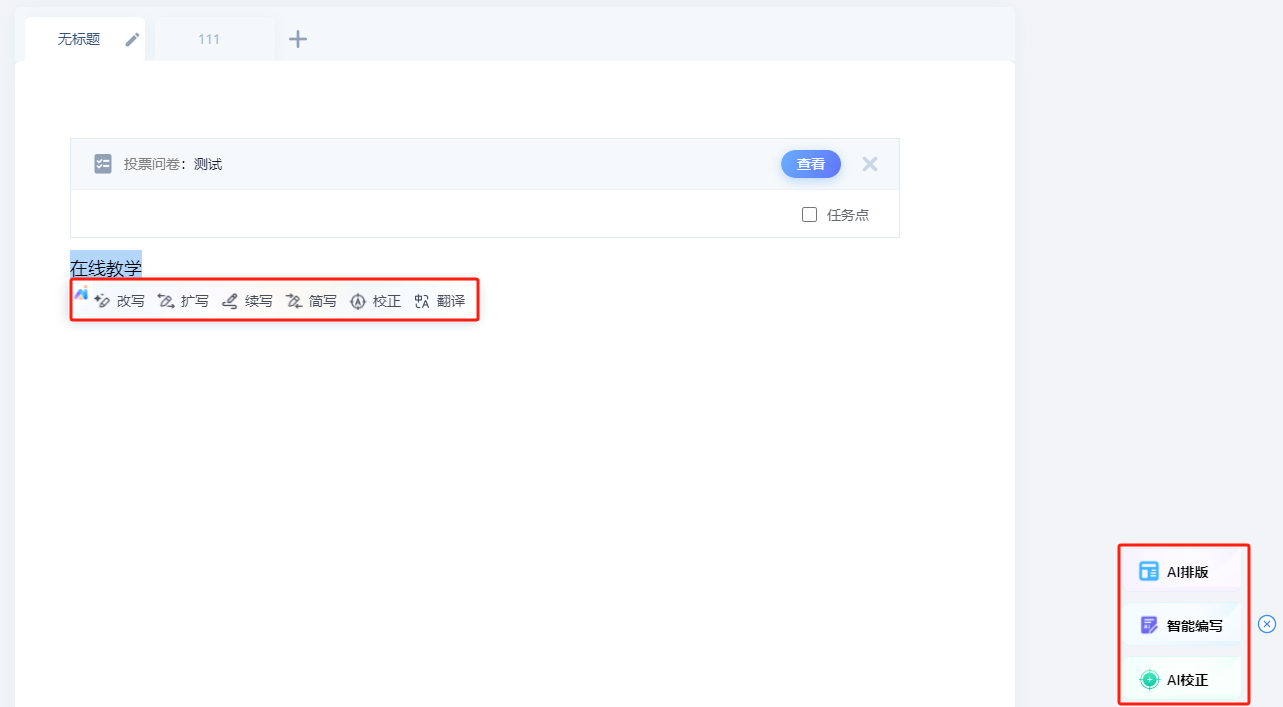 无标题
111
投票问卷：测试
查看
任务点
在线教学
AI 改写 扩写 续写 简写 校正 翻译
AI排版
智能编写
AI校正